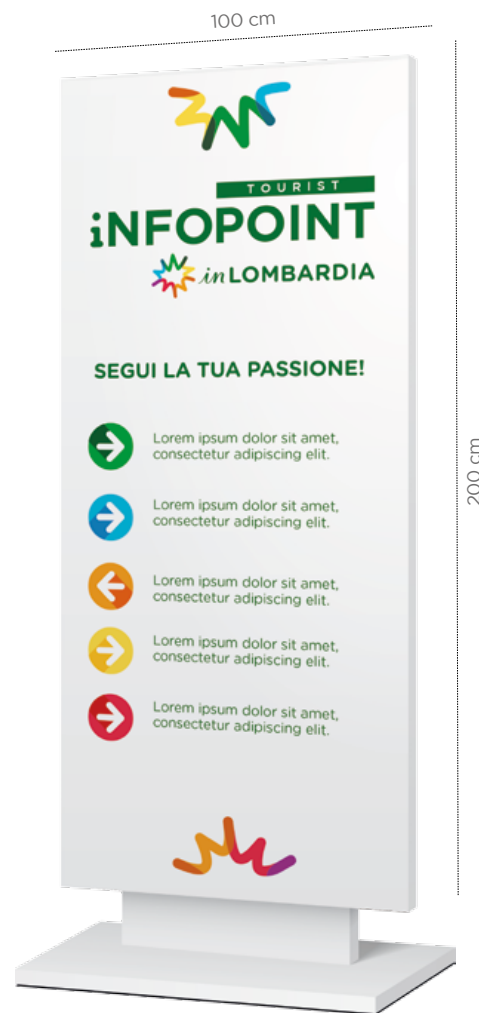 100 cm
TOURIST
iNFOPOINT
in LOMBARDIA
SEGUI LA TUA PASSIONE!
Lorem ipsum dolor sit amet,
consectetur adipiscing elit.
Lorem ipsum dolor sit amet,
consectetur adipiscing elit.
Lorem ipsum dolor sit amet,
consectetur adipiscing elit.
Lorem ipsum dolor sit amet,
consectetur adipiscing elit.
Lorem ipsum dolor sit amet,
consectetur adipiscing elit.
200 cm